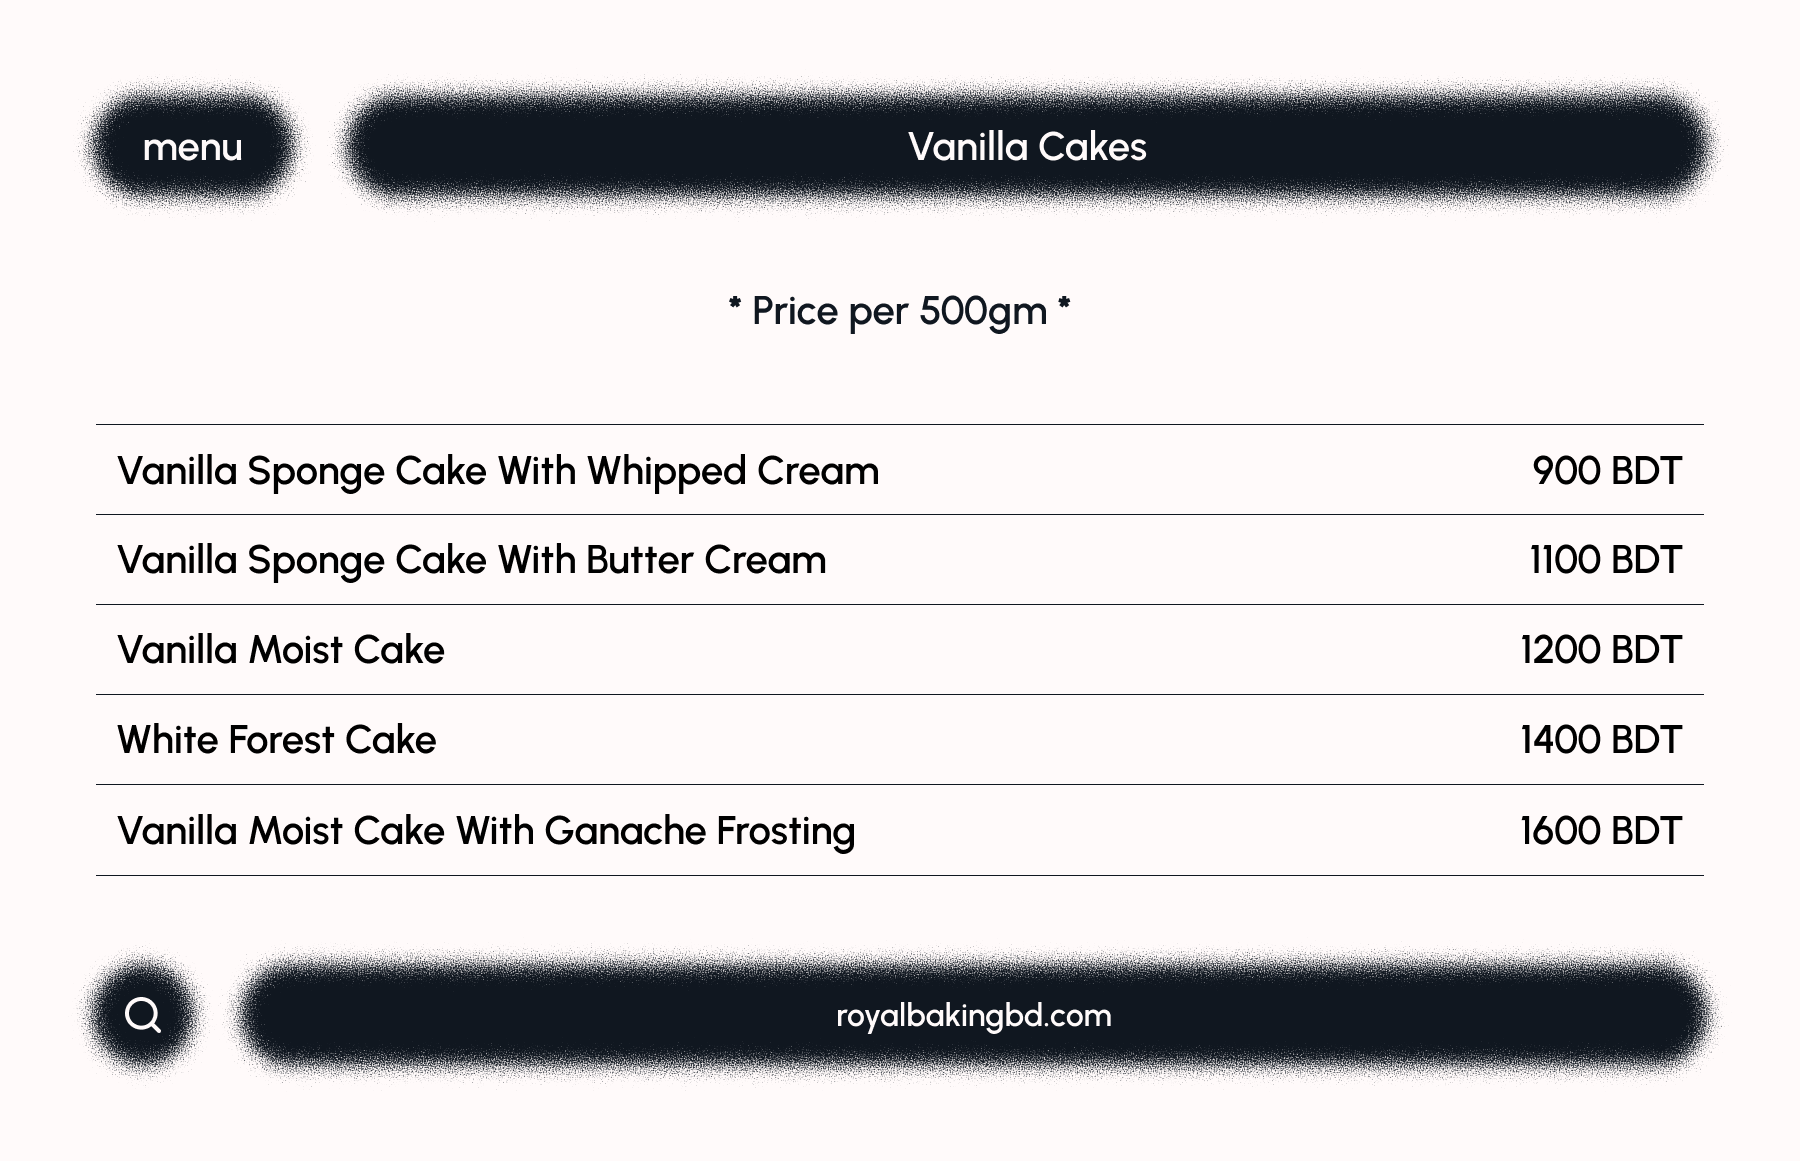 menu
Vanilla Cakes
* Price per 500gm *
Vanilla Sponge Cake With Whipped Cream 900 BDT
Vanilla Sponge Cake With Butter Cream 1100 BDT
Vanilla Moist Cake 1200 BDT
White Forest Cake 1400 BDT
Vanilla Moist Cake With Ganache Frosting 1600 BDT
royalbakingbd.com